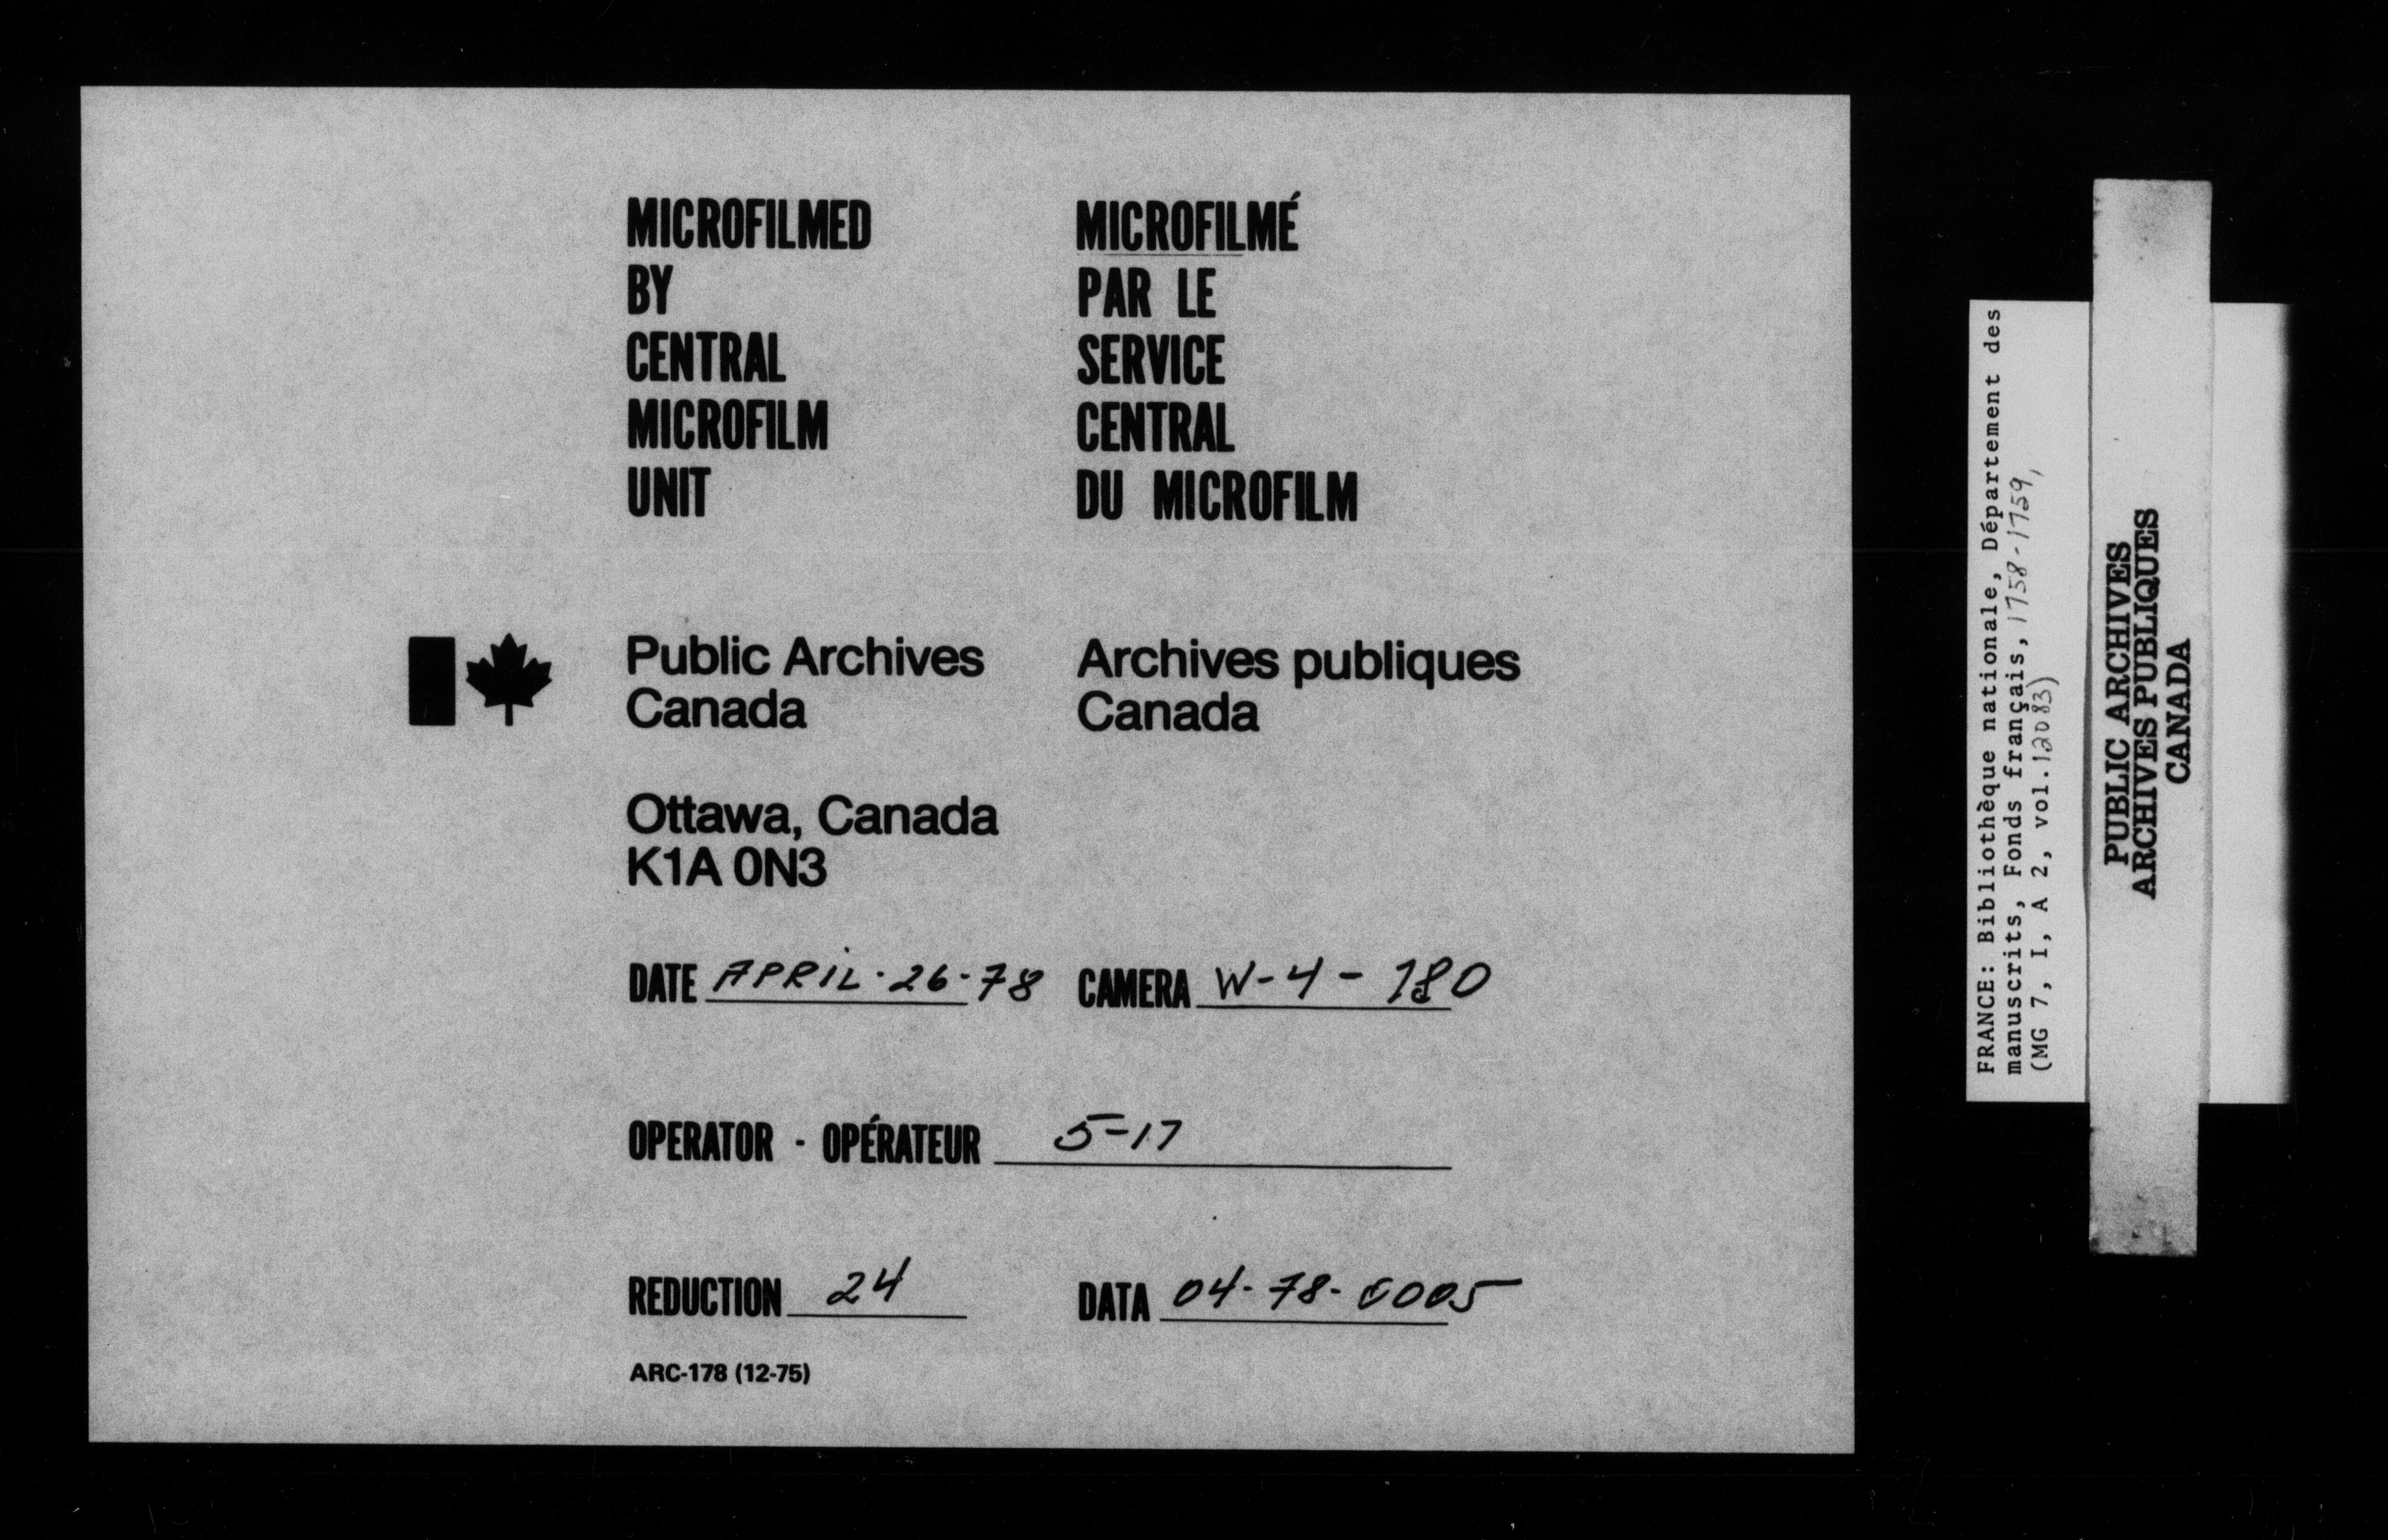 MICROFILMED
BY
CENTRAL
MICROFILM
UNIT
MICROFILMÉ
PAR LE
SERVICE
CENTRAL
DU MICROFILM
Public Archives
Canada
Archives publiques
Canada
Ottawa, Canada
K1A 0N3
DATE APRIL-26-78
CAMERA W-4-180
OPERATOR - OPÉRATEUR 5-17
REDUCTION 24
DATA 04-78-0005
ARC-178 (12-75)
FRANCE: Bibliothèque nationale, Département des
manuscrits, Fonds français, 1758-1759,
(MG 7, I, A 2, vol.12083)
PUBLIC ARCHIVES
ARCHIVES PUBLIQUES
CANADA